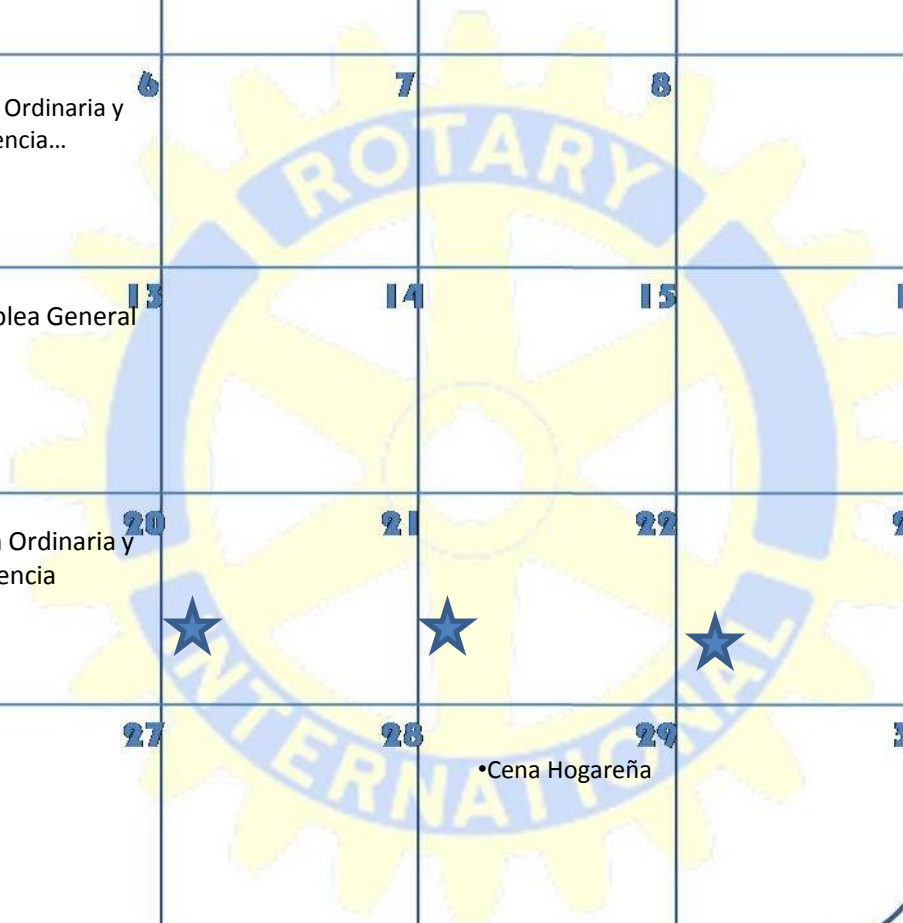 6 7 8
Ordinaria y
encia...
ROTARY
13 14 15
blea General
20 21 22
Ordinaria y
encia
27 28 29
•Cena Hogareña
INTERNATIONAL